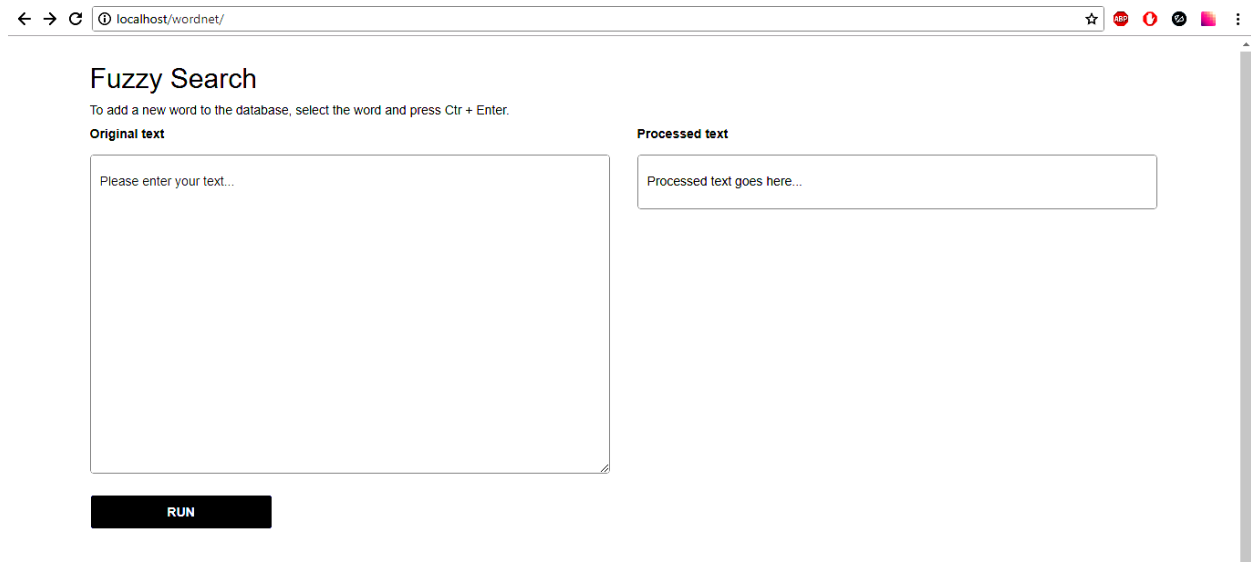 localhost/wordnet/
ABP
Fuzzy Search
To add a new word to the database, select the word and press Ctr + Enter.
Original text
Processed text
Please enter your text...
Processed text goes here...
RUN